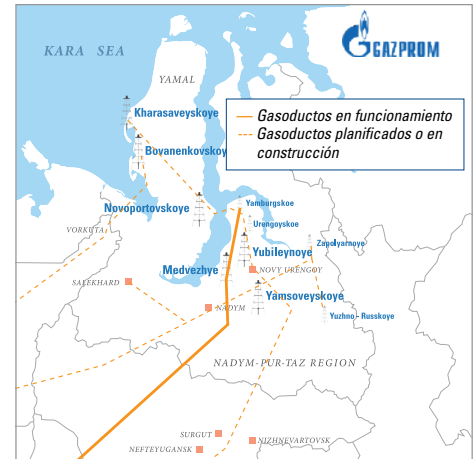 KARA SEA
GAZPROM
YAMAL
Kharasaveyskoye
Gasoductos en funcionamiento
Gasoductos planificados o en
construcción
Bovanenkovskoy
Novoportovskoye
Yamburgskoe
Urengoyskoe
VORKUTA
Yubileynoye
Zapolyarnoye
Medvezhye
NOVY URENGOY
SALEKHARD
Yamsoveyskoye
NADYM
Yuzhno - Russkoye
NADYM-PUR-TAZ REGION
SURGUT
NIZHNEVARTOVSK
NEFTEYUGANSK